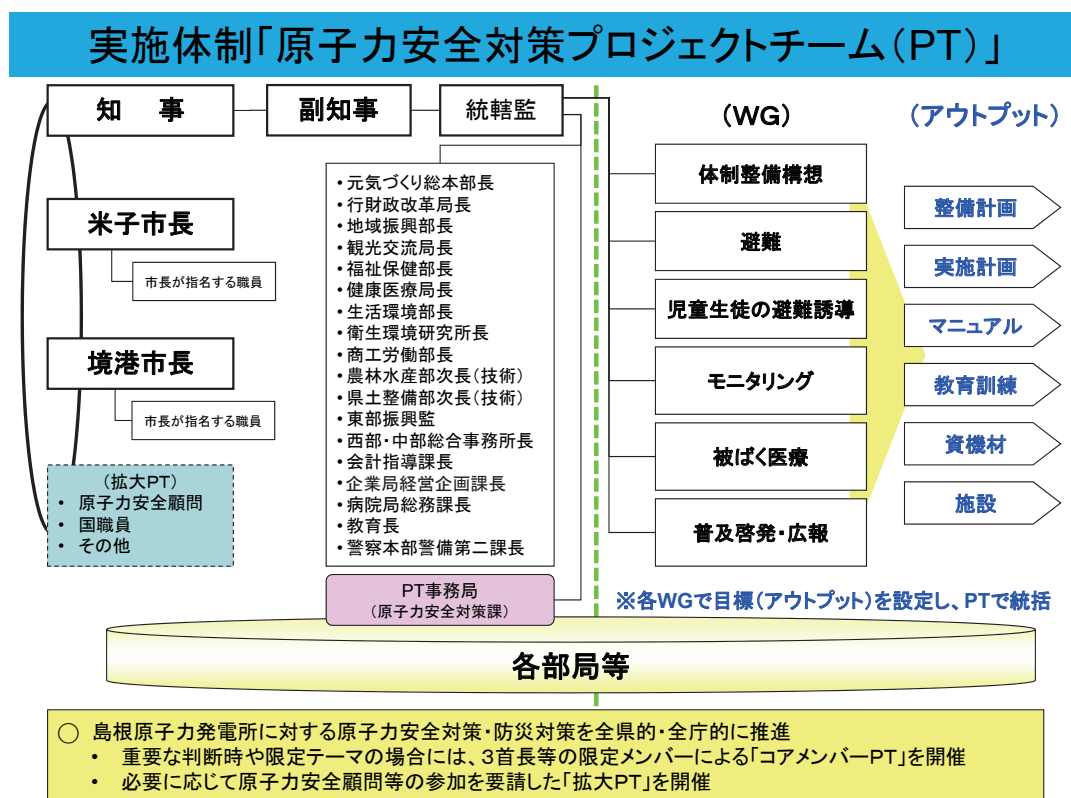 実施体制「原子力安全対策プロジェクトチーム(PT)」
知　事
副知事
統轄監
米子市長
市長が指名する職員
境港市長
市長が指名する職員
(拡大PT)
・ 原子力安全顧問
・ 国職員
・ その他
・元気づくり総本部長
・行財政改革局長
・地域振興部長
・観光交流局長
・福祉保健部長
・健康医療局長
・生活環境部長
・衛生環境研究所長
・商工労働部長
・農林水産部次長(技術)
・県土整備部次長(技術)
・東部振興監
・西部・中部総合事務所長
・会計指導課長
・企業局経営企画課長
・病院局総務課長
・教育長
・警察本部警備第二課長
PT事務局
(原子力安全対策課)
(WG)
体制整備構想
避難
児童生徒の避難誘導
モニタリング
被ばく医療
普及啓発・広報
(アウトプット)
整備計画
実施計画
マニュアル
教育訓練
資機材
施設
※各WGで目標(アウトプット)を設定し、PTで統括
各部局等
○ 島根原子力発電所に対する原子力安全対策・防災対策を全県的・全庁的に推進
・ 重要な判断時や限定テーマの場合には、3首長等の限定メンバーによる「コアメンバーPT」を開催
・ 必要に応じて原子力安全顧問等の参加を要請した「拡大PT」を開催